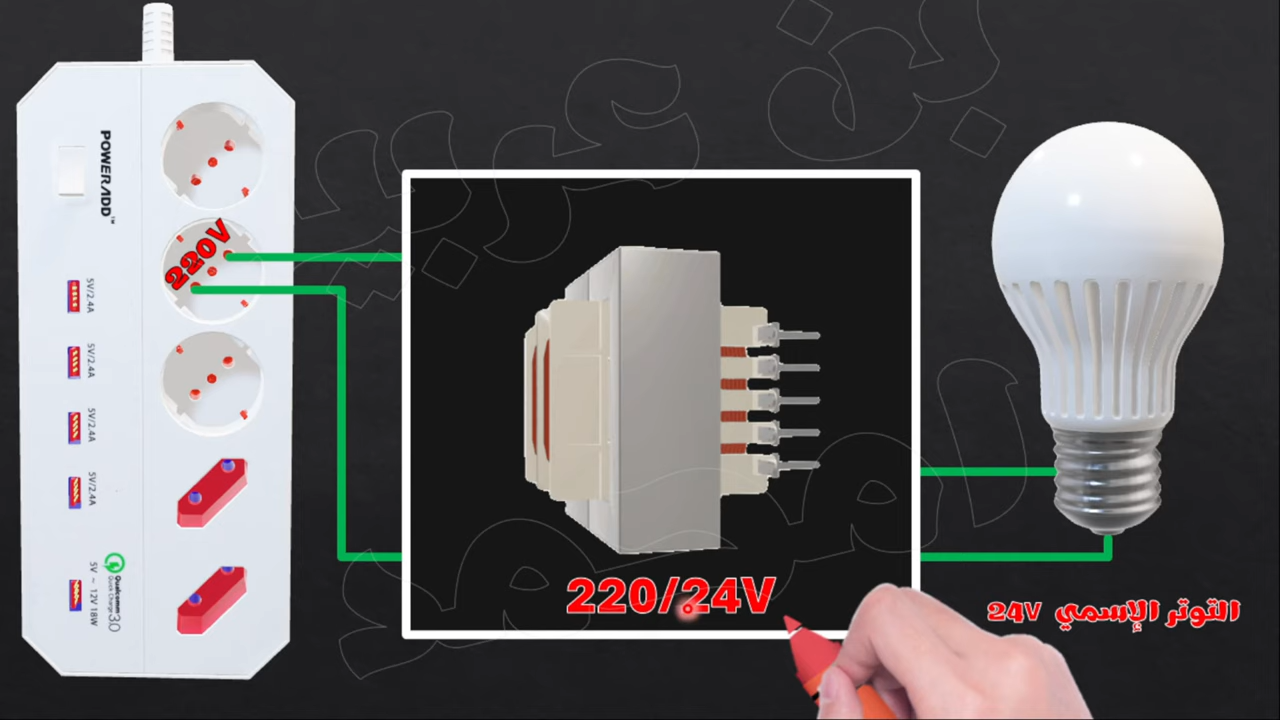 POWERADD™
220V
5V/2.4A
5V/2.4A
5V/2.4A
5V/2.4A
5V ~ 12V 18W
Qualcomm
Quick Charge 3.0
220/24V
التوتر الإسمي 24V